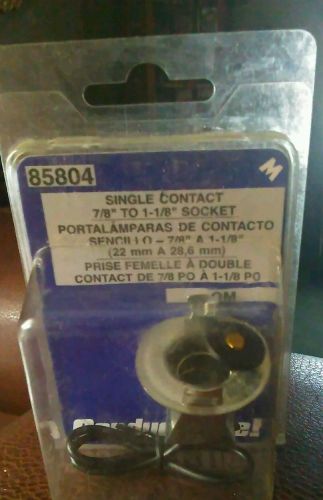 85804
M
SINGLE CONTACT
7/8" TO 1-1/8" SOCKET
PORTALÁMPARAS DE CONTACTO
SENCILLO – 7/8" A 1-1/8"
(22 mm A 28,6 mm)
PRISE FEMELLE À DOUBLE
CONTACT DE 7/8 PO À 1-1/8 PO